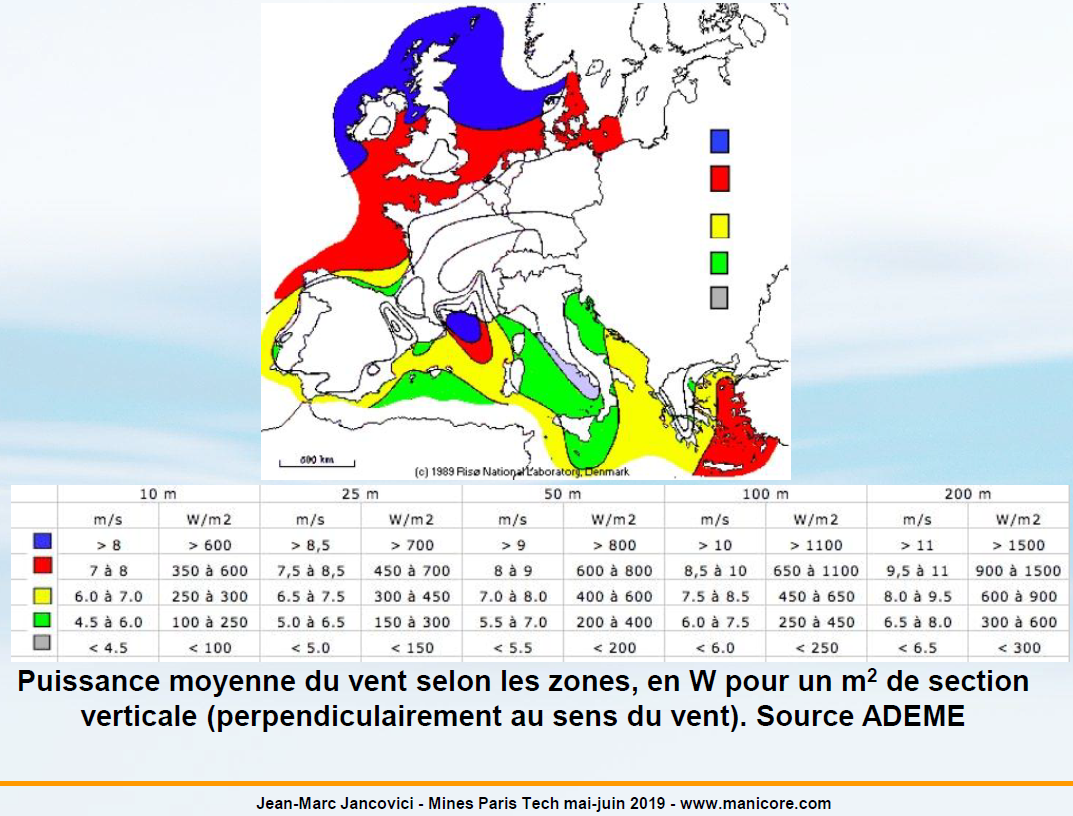 500 km
(c) 1989 Risø National Laboratory, Denmark
10 m 25 m 50 m 100 m 200 m
m/s W/m2 m/s W/m2 m/s W/m2 m/s W/m2 m/s W/m2
> 8 > 600 > 8,5 > 700 > 9 > 800 > 10 > 1100 > 11 > 1500
7 à 8 350 à 600 7,5 à 8,5 450 à 700 8 à 9 600 à 800 8,5 à 10 650 à 1100 9,5 à 11 900 à 1500
6.0 à 7.0 250 à 300 6.5 à 7.5 300 à 450 7.0 à 8.0 400 à 600 7.5 à 8.5 450 à 650 8.0 à 9.5 600 à 900
4.5 à 6.0 100 à 250 5.0 à 6.5 150 à 300 5.5 à 7.0 200 à 400 6.0 à 7.5 250 à 450 6.5 à 8.0 300 à 600
< 4.5 < 100 < 5.0 < 150 < 5.5 < 200 < 6.0 < 250 < 6.5 < 300
Puissance moyenne du vent selon les zones, en W pour un m² de section
verticale (perpendiculairement au sens du vent). Source ADEME
Jean-Marc Jancovici - Mines Paris Tech mai-juin 2019 - www.manicore.com